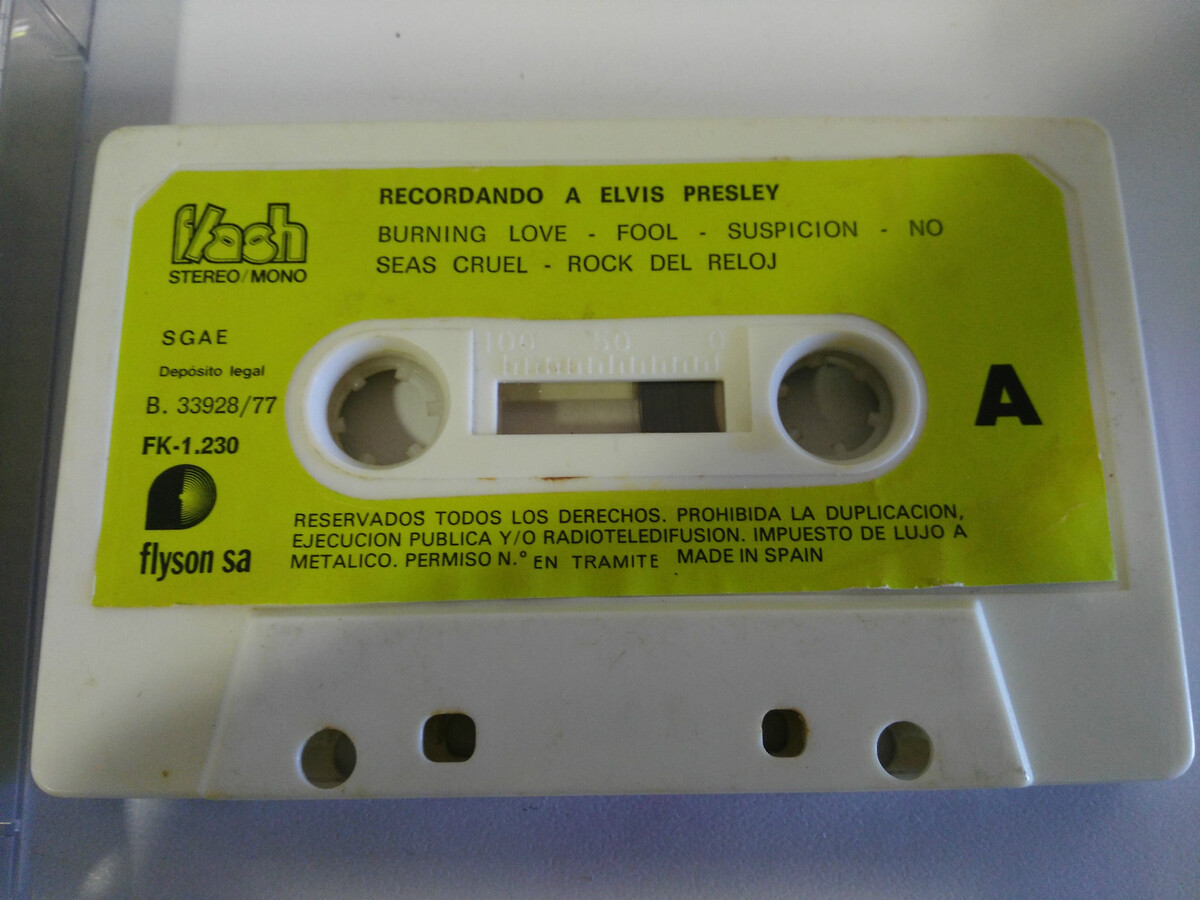 RECORDANDO A ELVIS PRESLEY
BURNING LOVE - FOOL - SUSPICION - NO
SEAS CRUEL - ROCK DEL RELOJ
flash
STEREO/MONO
SGAE
Depósito legal
B. 33928/77
FK-1.230
flyson sa
100 50 0
A
RESERVADOS TODOS LOS DERECHOS. PROHIBIDA LA DUPLICACION,
EJECUCION PUBLICA Y/O RADIOTELEDIFUSION. IMPUESTO DE LUJO A
METALICO. PERMISO N.º EN TRAMITE MADE IN SPAIN